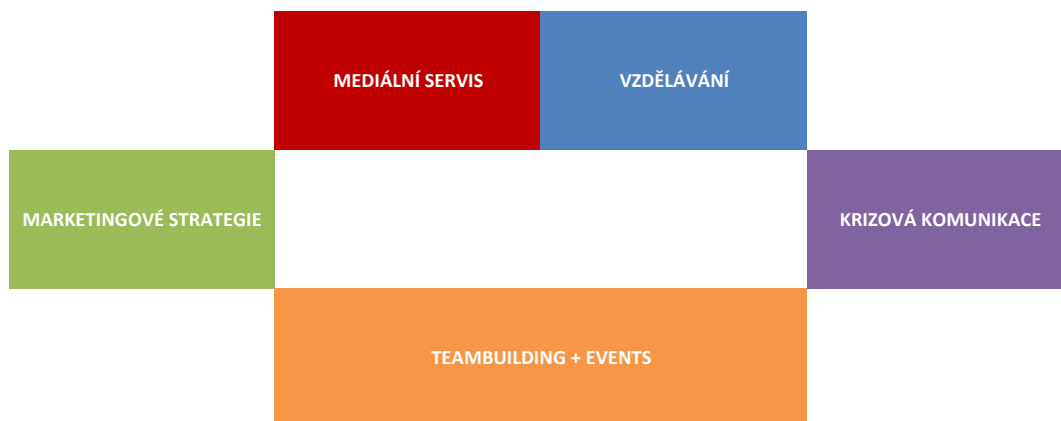 MEDIÁLNÍ SERVIS
VZDĚLÁVÁNÍ
MARKETINGOVÉ STRATEGIE
KRIZOVÁ KOMUNIKACE
TEAMBUILDING + EVENTS